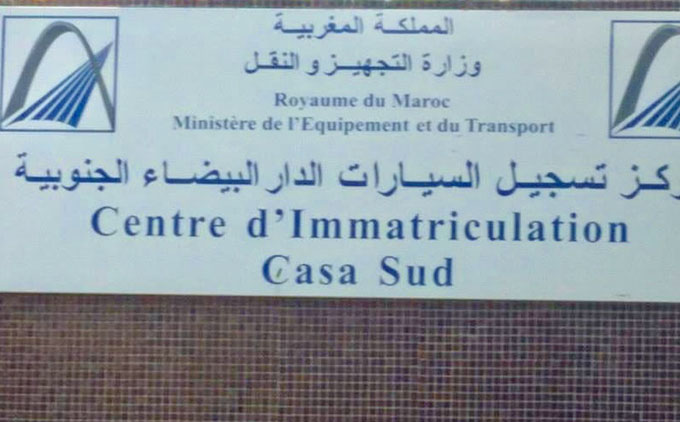 المملكة المغربية
وزارة التجهيز و النقل
Royaume du Maroc
Ministère de l'Equipement et du Transport
تسجيل السيارات الدار البيضاء الجنوبية
Centre d'Immatriculation
Casa Sud